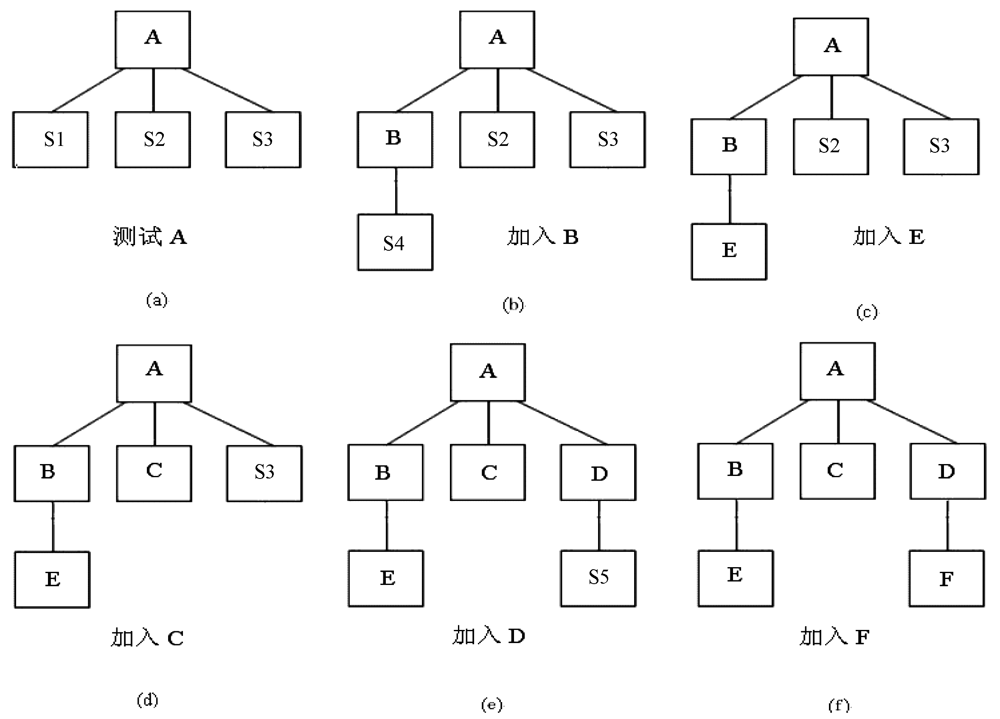 A
S1 S2 S3
测试 A
(a)
A
B S2 S3
S4
加入 B
(b)
A
B S2 S3
E
加入 E
(c)
A
B C S3
E
加入 C
(d)
A
B C D
E S5
加入 D
(e)
A
B C D
E F
加入 F
(f)